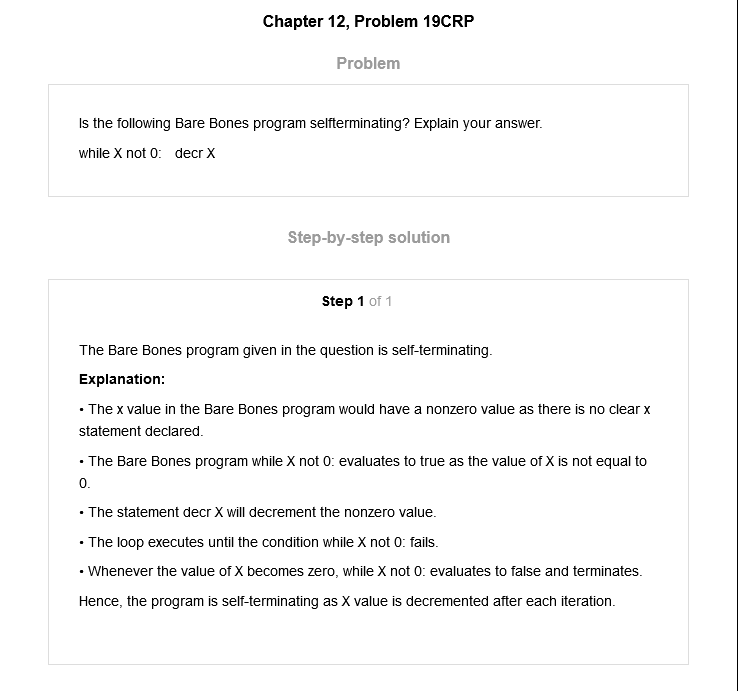 Chapter 12, Problem 19CRP
Problem
Is the following Bare Bones program selfterminating? Explain your answer.
while X not 0: decr X
Step-by-step solution
Step 1 of 1
The Bare Bones program given in the question is self-terminating.
Explanation:
• The x value in the Bare Bones program would have a nonzero value as there is no clear x
statement declared.
• The Bare Bones program while X not 0: evaluates to true as the value of X is not equal to
0.
• The statement decr X will decrement the nonzero value.
• The loop executes until the condition while X not 0: fails.
• Whenever the value of X becomes zero, while X not 0: evaluates to false and terminates.
Hence, the program is self-terminating as X value is decremented after each iteration.